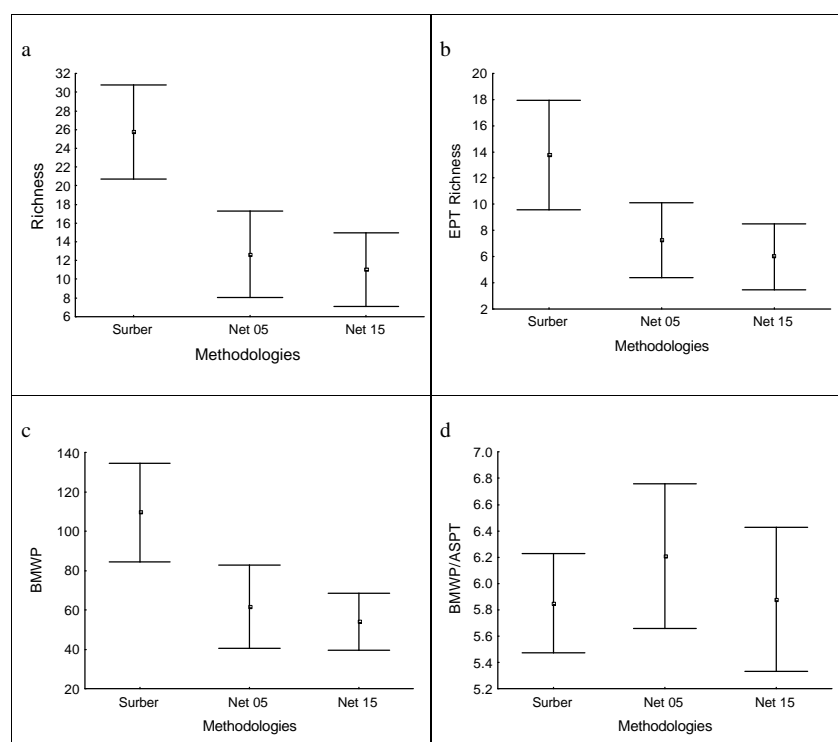 a
Richness
32
30
28
26
24
22
20
18
16
14
12
10
8
6
Surber Net 05 Net 15
Methodologies
b
EPT Richness
20
18
16
14
12
10
8
6
4
2
Surber Net 05 Net 15
Methodologies
c
BMWP
140
120
100
80
60
40
20
Surber Net 05 Net 15
Methodologies
d
BMWP/ASPT
7.0
6.8
6.6
6.4
6.2
6.0
5.8
5.6
5.4
5.2
Surber Net 05 Net 15
Methodologies